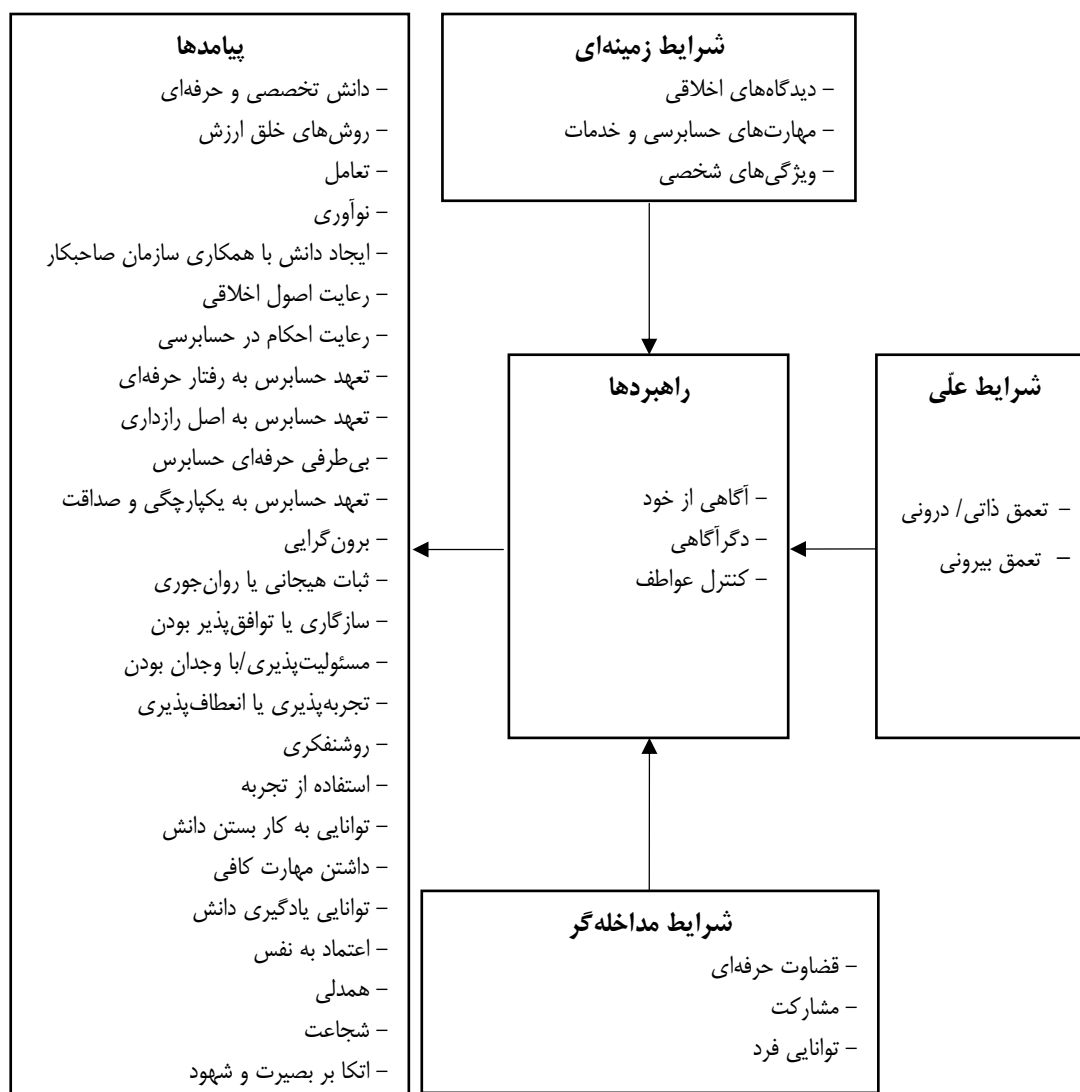 شرایط زمینه‌ای
– دیدگاه‌های اخلاقی
– مهارت‌های حسابرسی و خدمات
– ویژگی‌های شخصی
شرایط علّی
– تعمق ذاتی/ درونی
– تعمق بیرونی
راهبردها
– آگاهی از خود
– دگرآگاهی
– کنترل عواطف
شرایط مداخله‌گر
– قضاوت حرفه‌ای
– مشارکت
– توانایی فرد
پیامدها
– دانش تخصصی و حرفه‌ای
– روش‌های خلق ارزش
– تعامل
– نوآوری
– ایجاد دانش با همکاری سازمان صاحبکار
– رعایت اصول اخلاقی
– رعایت احکام در حسابرسی
– تعهد حسابرس به رفتار حرفه‌ای
– تعهد حسابرس به اصل رازداری
– بی‌طرفی حرفه‌ای حسابرس
– تعهد حسابرس به یکپارچگی و صداقت
– برون‌گرایی
– ثبات هیجانی یا روان‌جوری
– سازگاری یا توافق‌پذیر بودن
– مسئولیت‌پذیری/با وجدان بودن
– تجربه‌پذیری یا انعطاف‌پذیری
– روشنفکری
– استفاده از تجربه
– توانایی به کار بستن دانش
– داشتن مهارت کافی
– توانایی یادگیری دانش
– اعتماد به نفس
– همدلی
– شجاعت
– اتکا بر بصیرت و شهود